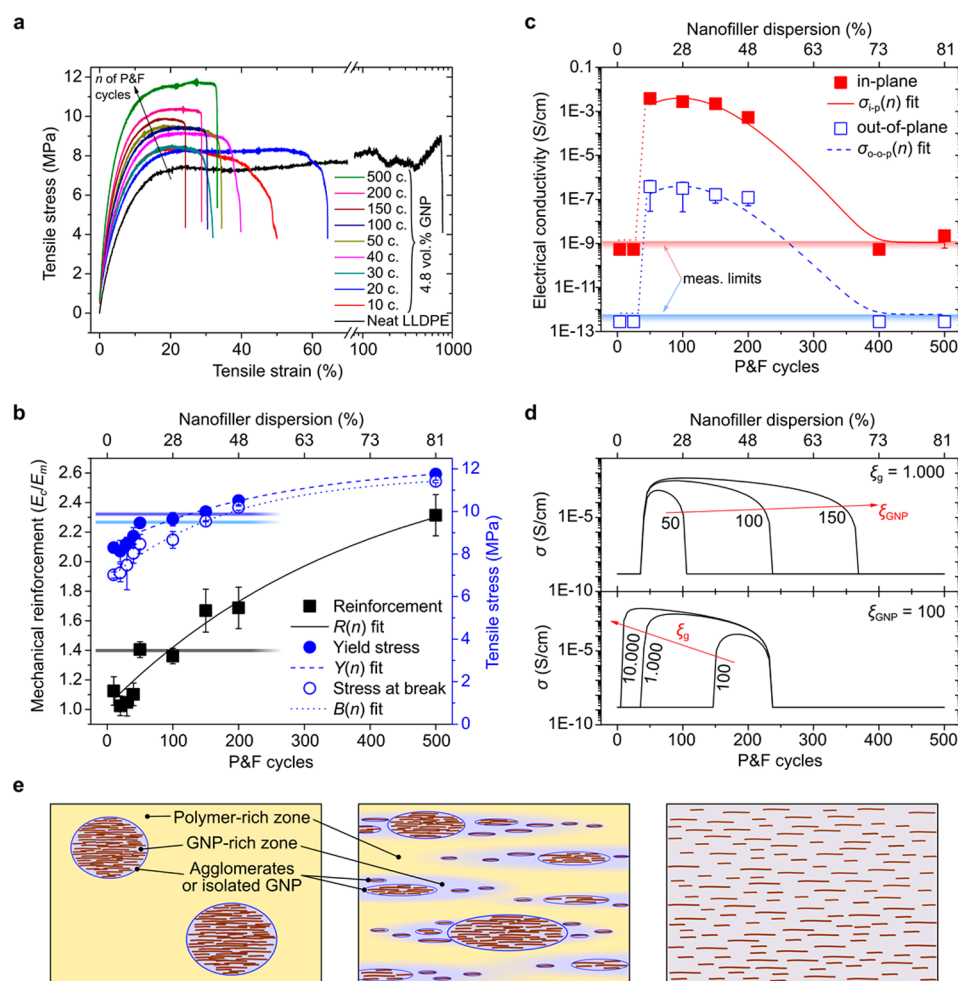 a
n of P&F
cycles
Tensile stress (MPa)
12
10
8
6
4
2
0
500 c.
200 c.
150 c.
100 c.
50 c.
40 c.
30 c.
20 c.
10 c.
Neat LLDPE
4.8 vol.% GNP
0 20 40 60 100 1000
Tensile strain (%)
b
Nanofiller dispersion (%)
0 28 48 63 73 81
Mechanical reinforcement (Ec/Em)
2.6
2.4
2.2
2.0
1.8
1.6
1.4
1.2
1.0
Reinforcement
R(n) fit
Yield stress
Y(n) fit
Stress at break
B(n) fit
12
10
8
6
4
2
0
Tensile stress (MPa)
0 100 200 300 400 500
P&F cycles
c
Nanofiller dispersion (%)
0 28 48 63 73 81
Electrical conductivity (S/cm)
0.1
1E-3
1E-5
1E-7
1E-9
1E-11
1E-13
in-plane
σi-p(n) fit
out-of-plane
σo-o-p(n) fit
meas. limits
0 100 200 300 400 500
P&F cycles
d
Nanofiller dispersion (%)
0 28 48 63 73 81
σ (S/cm)
1E-5
1E-10
ξg = 1.000
50
100
150
ξGNP
σ (S/cm)
1E-5
1E-10
ξGNP = 100
ξg
10.000
1.000
100
0 100 200 300 400 500
P&F cycles
e
Polymer-rich zone
GNP-rich zone
Agglomerates
or isolated GNP